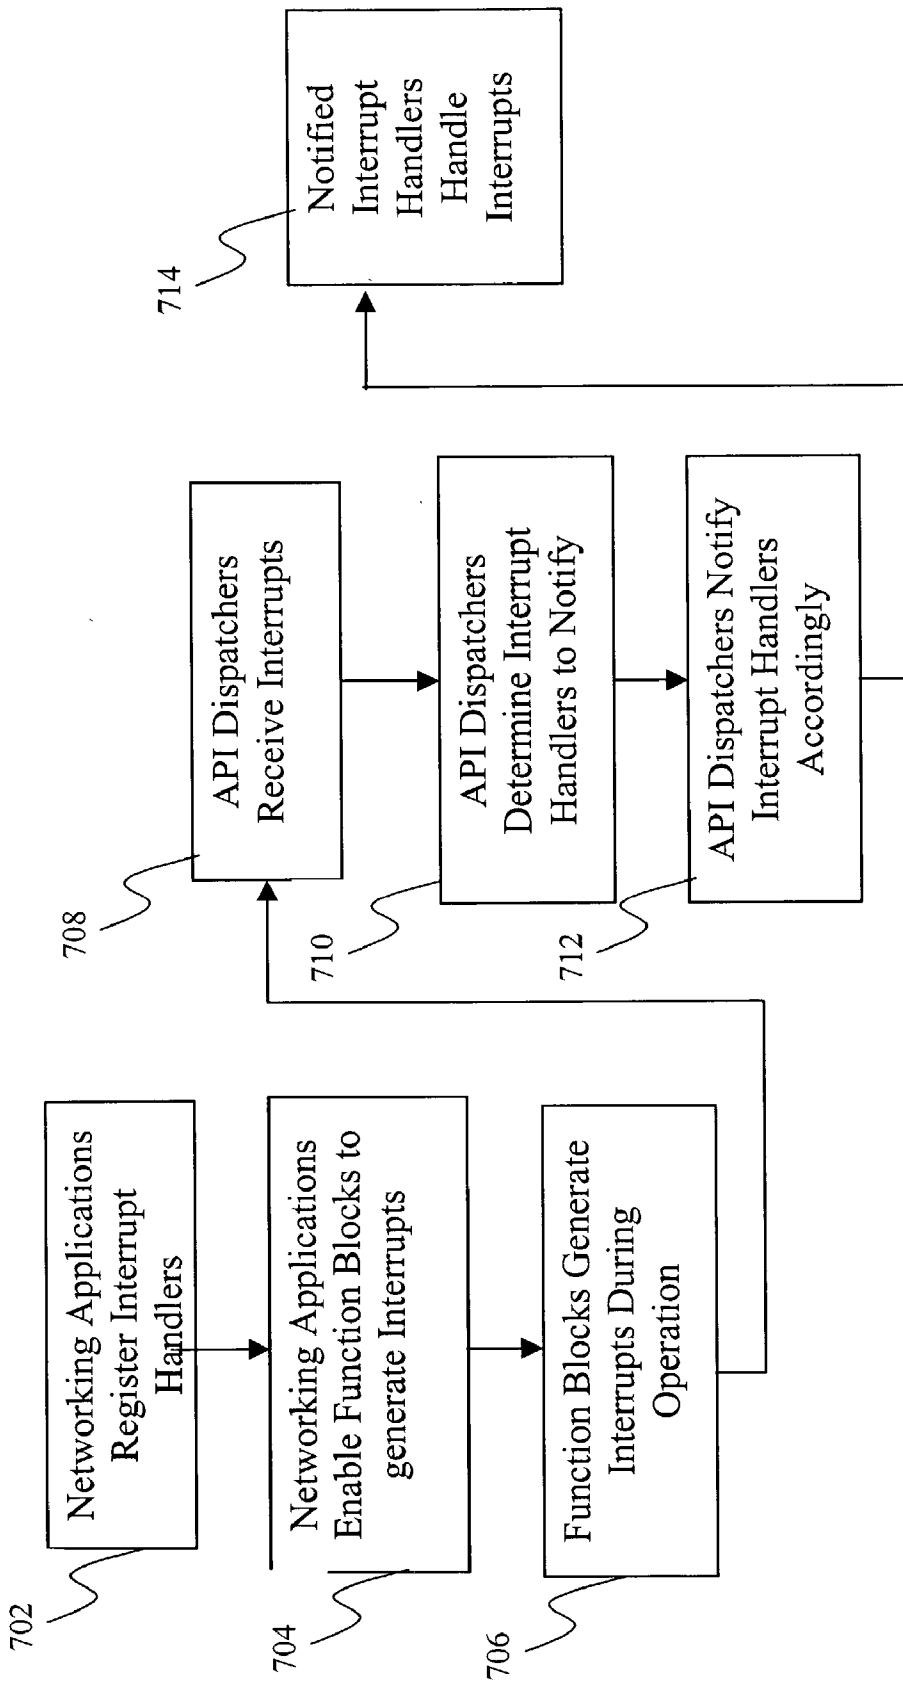 702
Networking Applications
Register Interrupt
Handlers
704
Networking Applications
Enable Function Blocks to
generate Interrupts
706
Function Blocks Generate
Interrupts During
Operation
708
API Dispatchers
Receive Interrupts
710
API Dispatchers
Determine Interrupt
Handlers to Notify
712
API Dispatchers Notify
Interrupt Handlers
Accordingly
714
Notified
Interrupt
Handlers
Handle
Interrupts